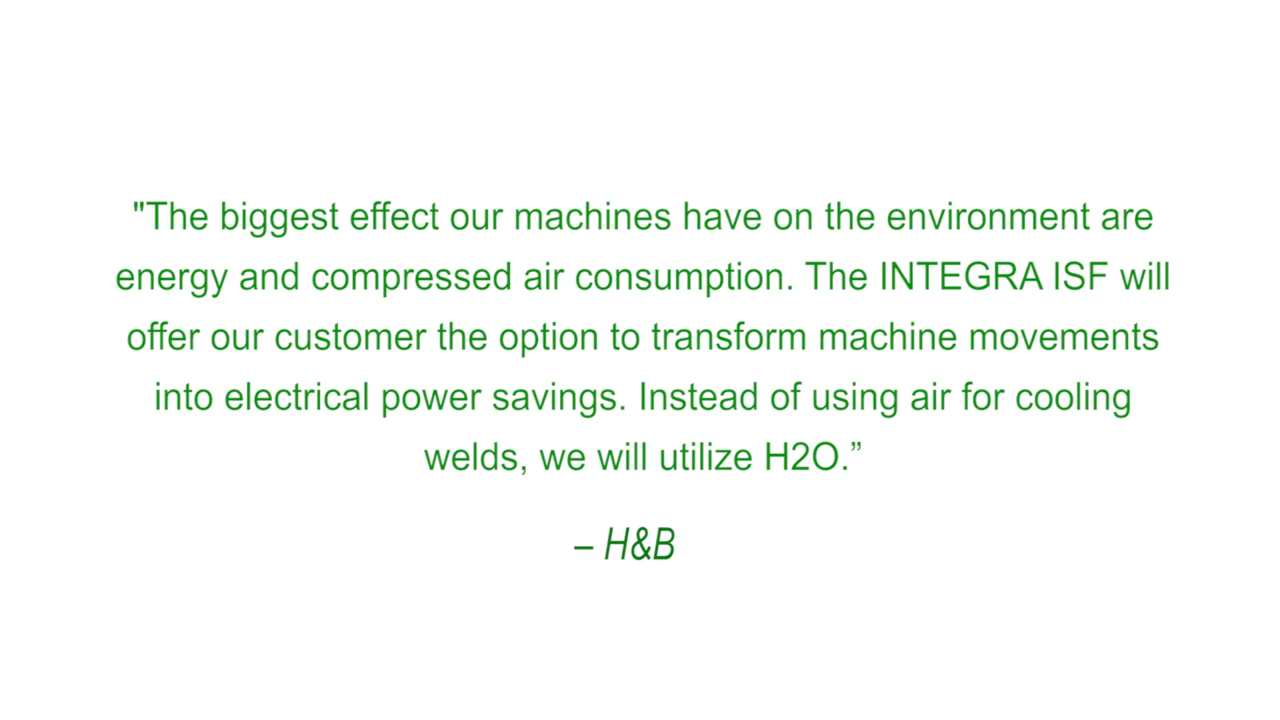 "The biggest effect our machines have on the environment are
energy and compressed air consumption. The INTEGRA ISF will
offer our customer the option to transform machine movements
into electrical power savings. Instead of using air for cooling
welds, we will utilize H2O.”
– H&B